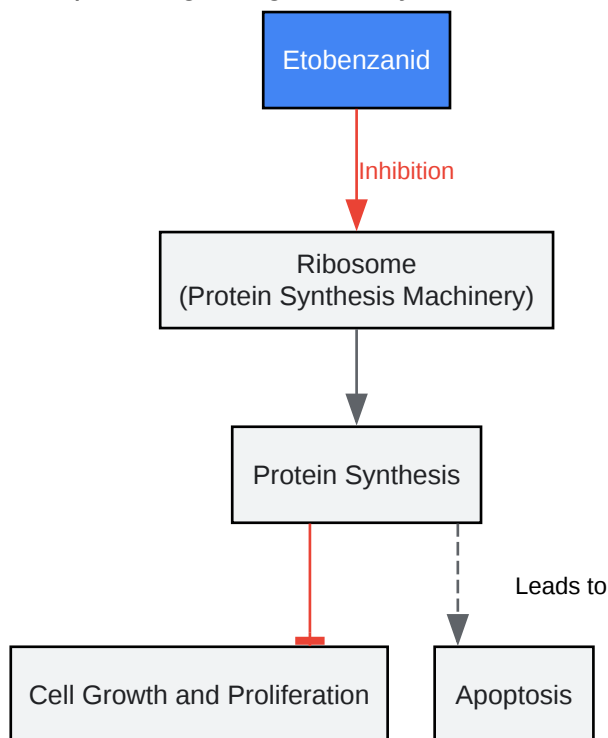 Etobenzanid
Inhibition
Ribosome
(Protein Synthesis Machinery)
Protein Synthesis
Leads to
Cell Growth and Proliferation
Apoptosis